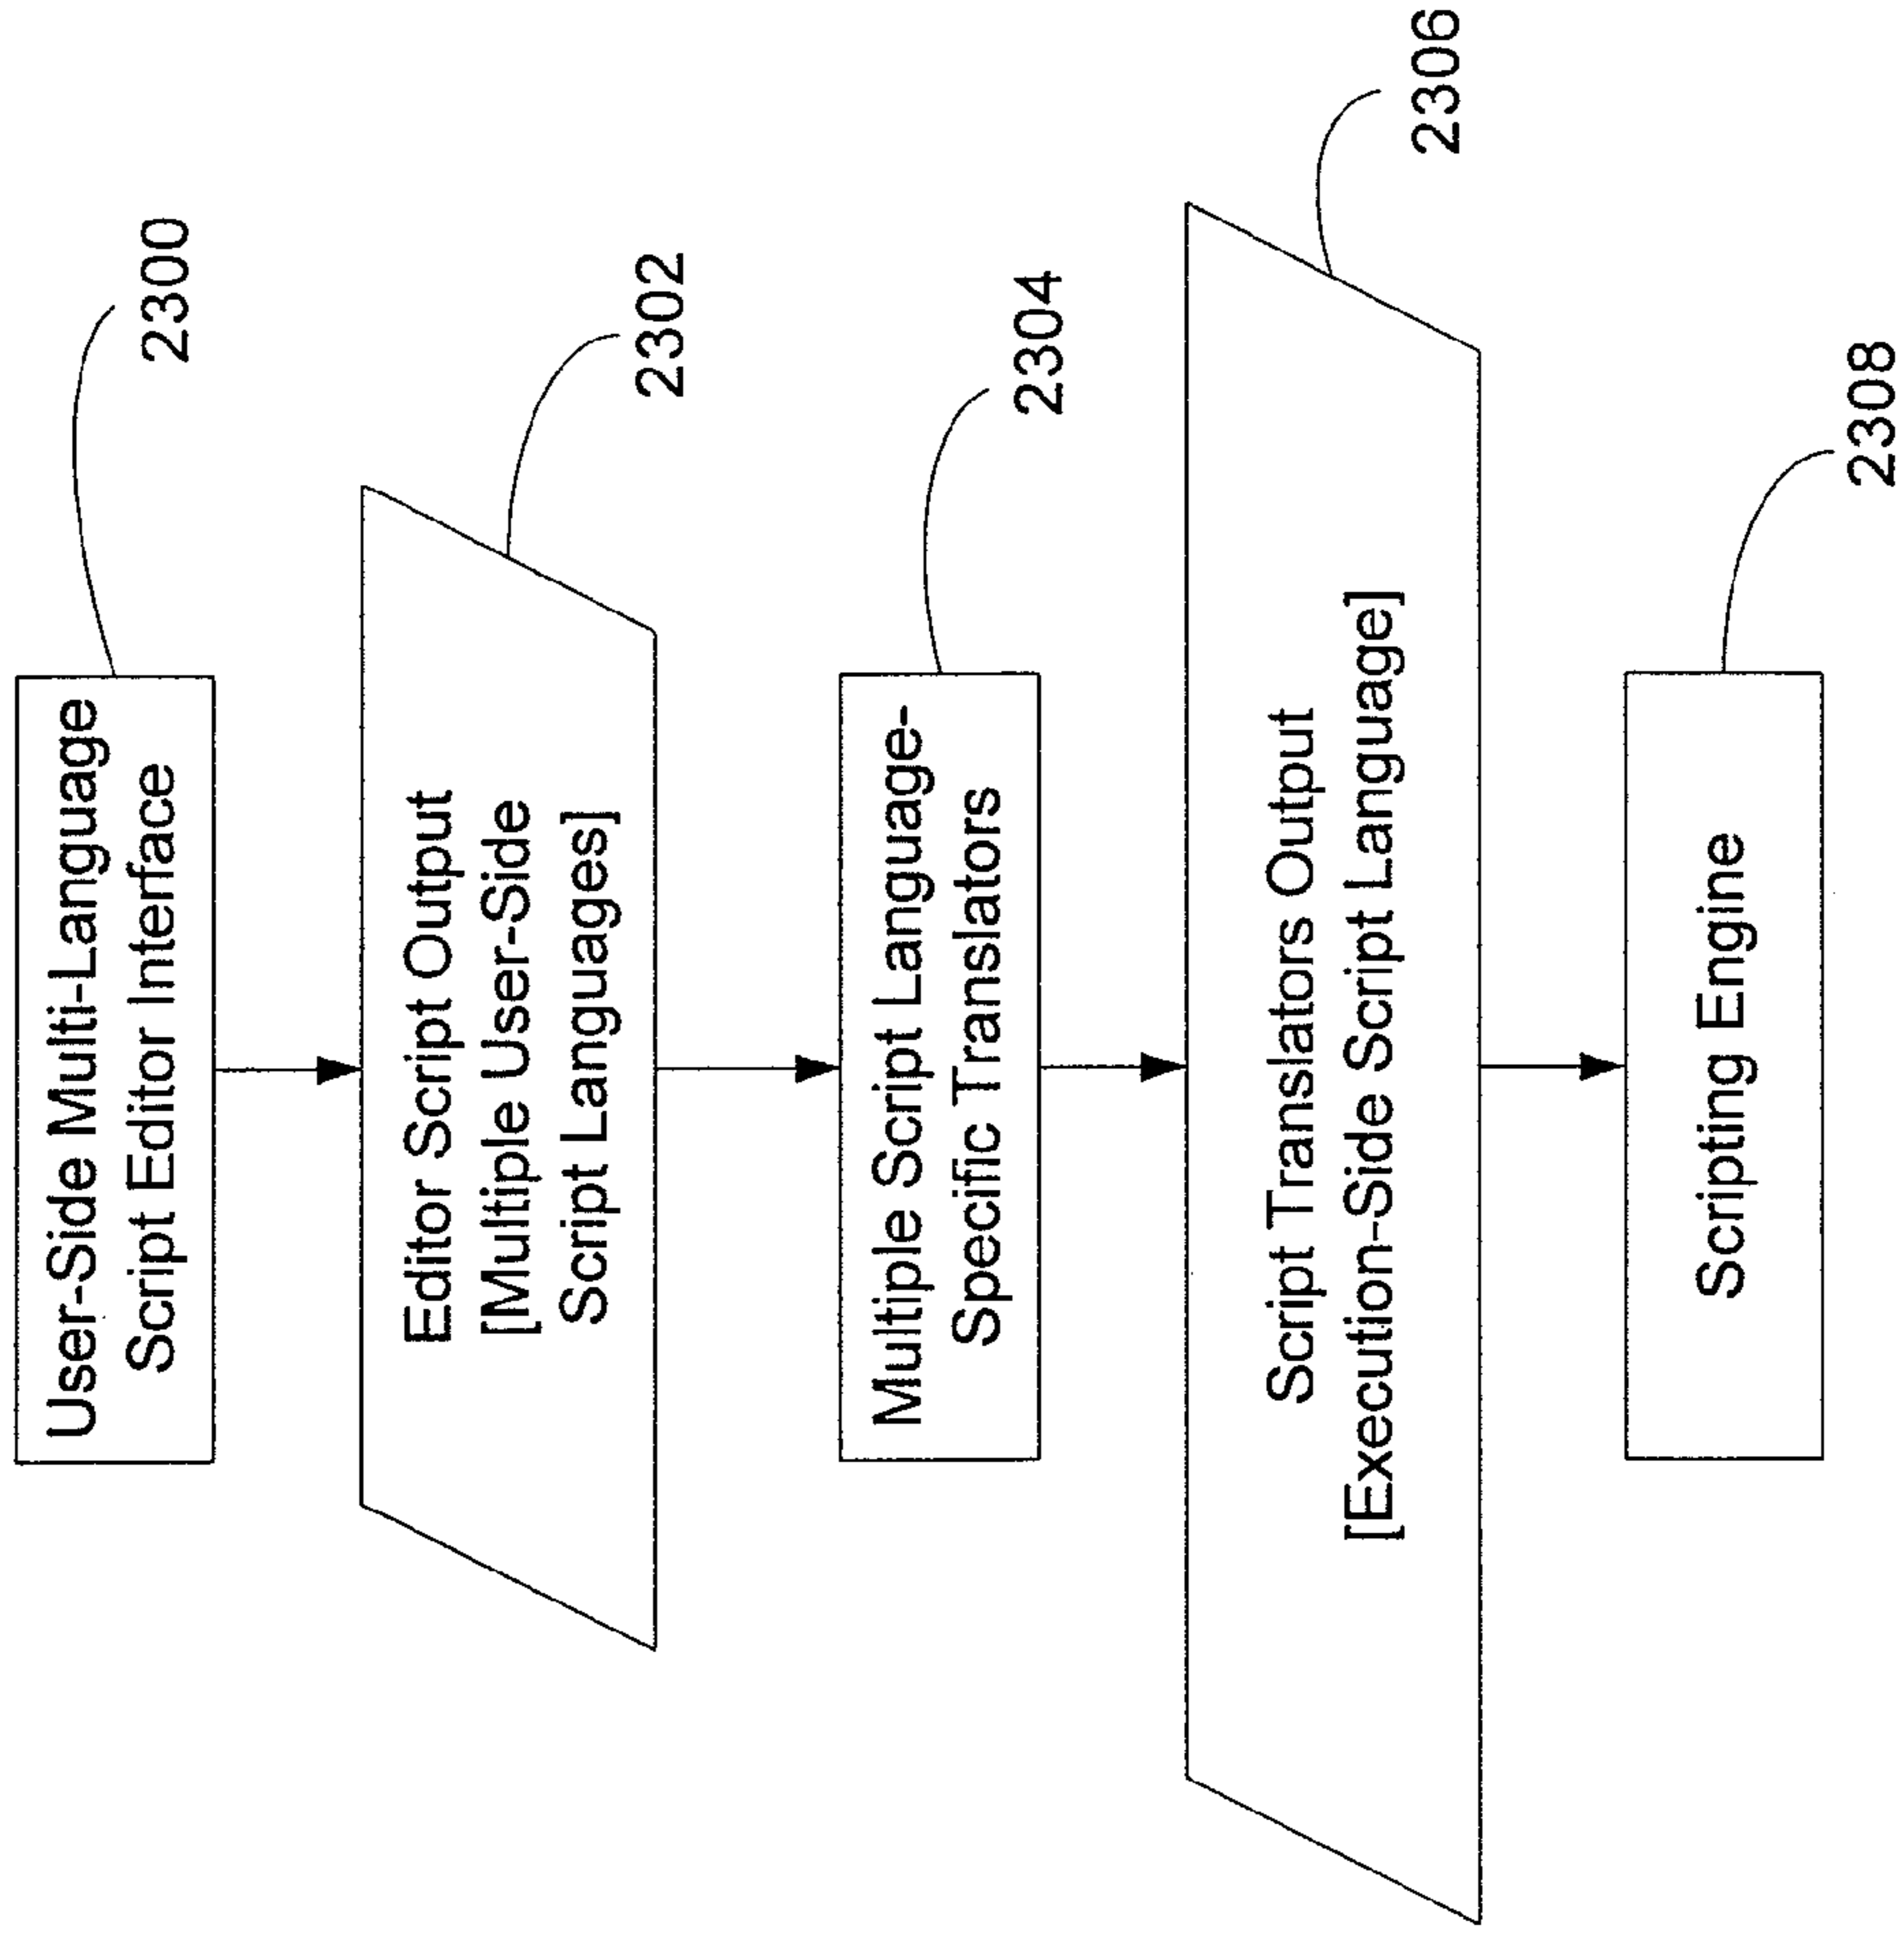 User-Side Multi-Language
Script Editor Interface
2300
Editor Script Output
[Multiple User-Side
Script Languages]
2302
Multiple Script Language-
Specific Translators
2304
Script Translators Output
[Execution-Side Script Language]
2306
Scripting Engine
2308